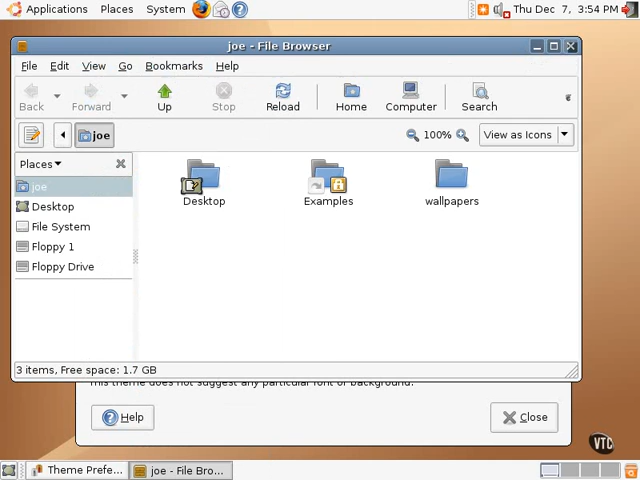 Applications Places System Thu Dec 7, 3:54 PM
joe - File Browser
File Edit View Go Bookmarks Help
Back Forward Up Stop Reload Home Computer Search
joe 100% View as Icons
Places
joe
Desktop
File System
Floppy 1
Floppy Drive
Desktop Examples wallpapers
3 items, Free space: 1.7 GB
This theme does not suggest any particular font or background.
Help Close
VTC
Theme Prefe... joe - File Bro...